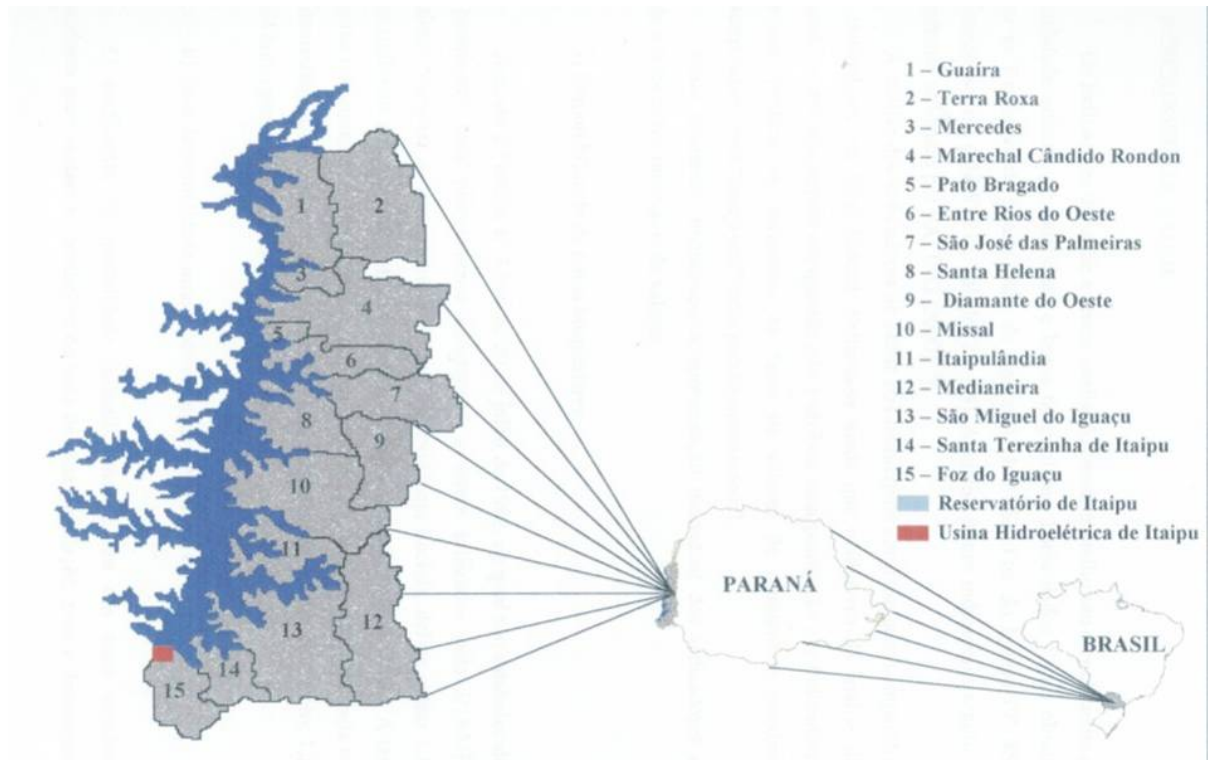 1 – Guaíra
2 – Terra Roxa
3 – Mercedes
4 – Marechal Cândido Rondon
5 – Pato Bragado
6 – Entre Rios do Oeste
7 – São José das Palmeiras
8 – Santa Helena
9 – Diamante do Oeste
10 – Missal
11 – Itaipulândia
12 – Medianeira
13 – São Miguel do Iguaçu
14 – Santa Terezinha de Itaipu
15 – Foz do Iguaçu
Reservatório de Itaipu
Usina Hidroelétrica de Itaipu
1
2
3
4
5
6
7
8
9
10
11
12
13
14
15
PARANÁ
BRASIL